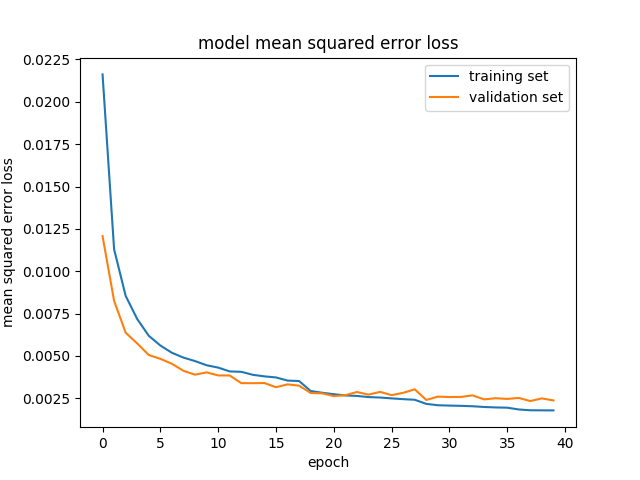 model mean squared error loss
training set
validation set
mean squared error loss
0.0225
0.0200
0.0175
0.0150
0.0125
0.0100
0.0075
0.0050
0.0025
0 5 10 15 20 25 30 35 40
epoch